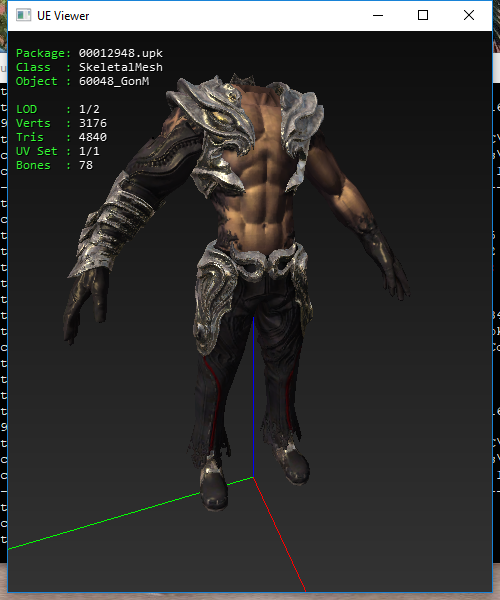 UE Viewer
Package: 00012948.upk
Class : SkeletalMesh
Object : 60048_GonM
LOD : 1/2
Verts : 3176
Tris : 4840
UV Set : 1/1
Bones : 78